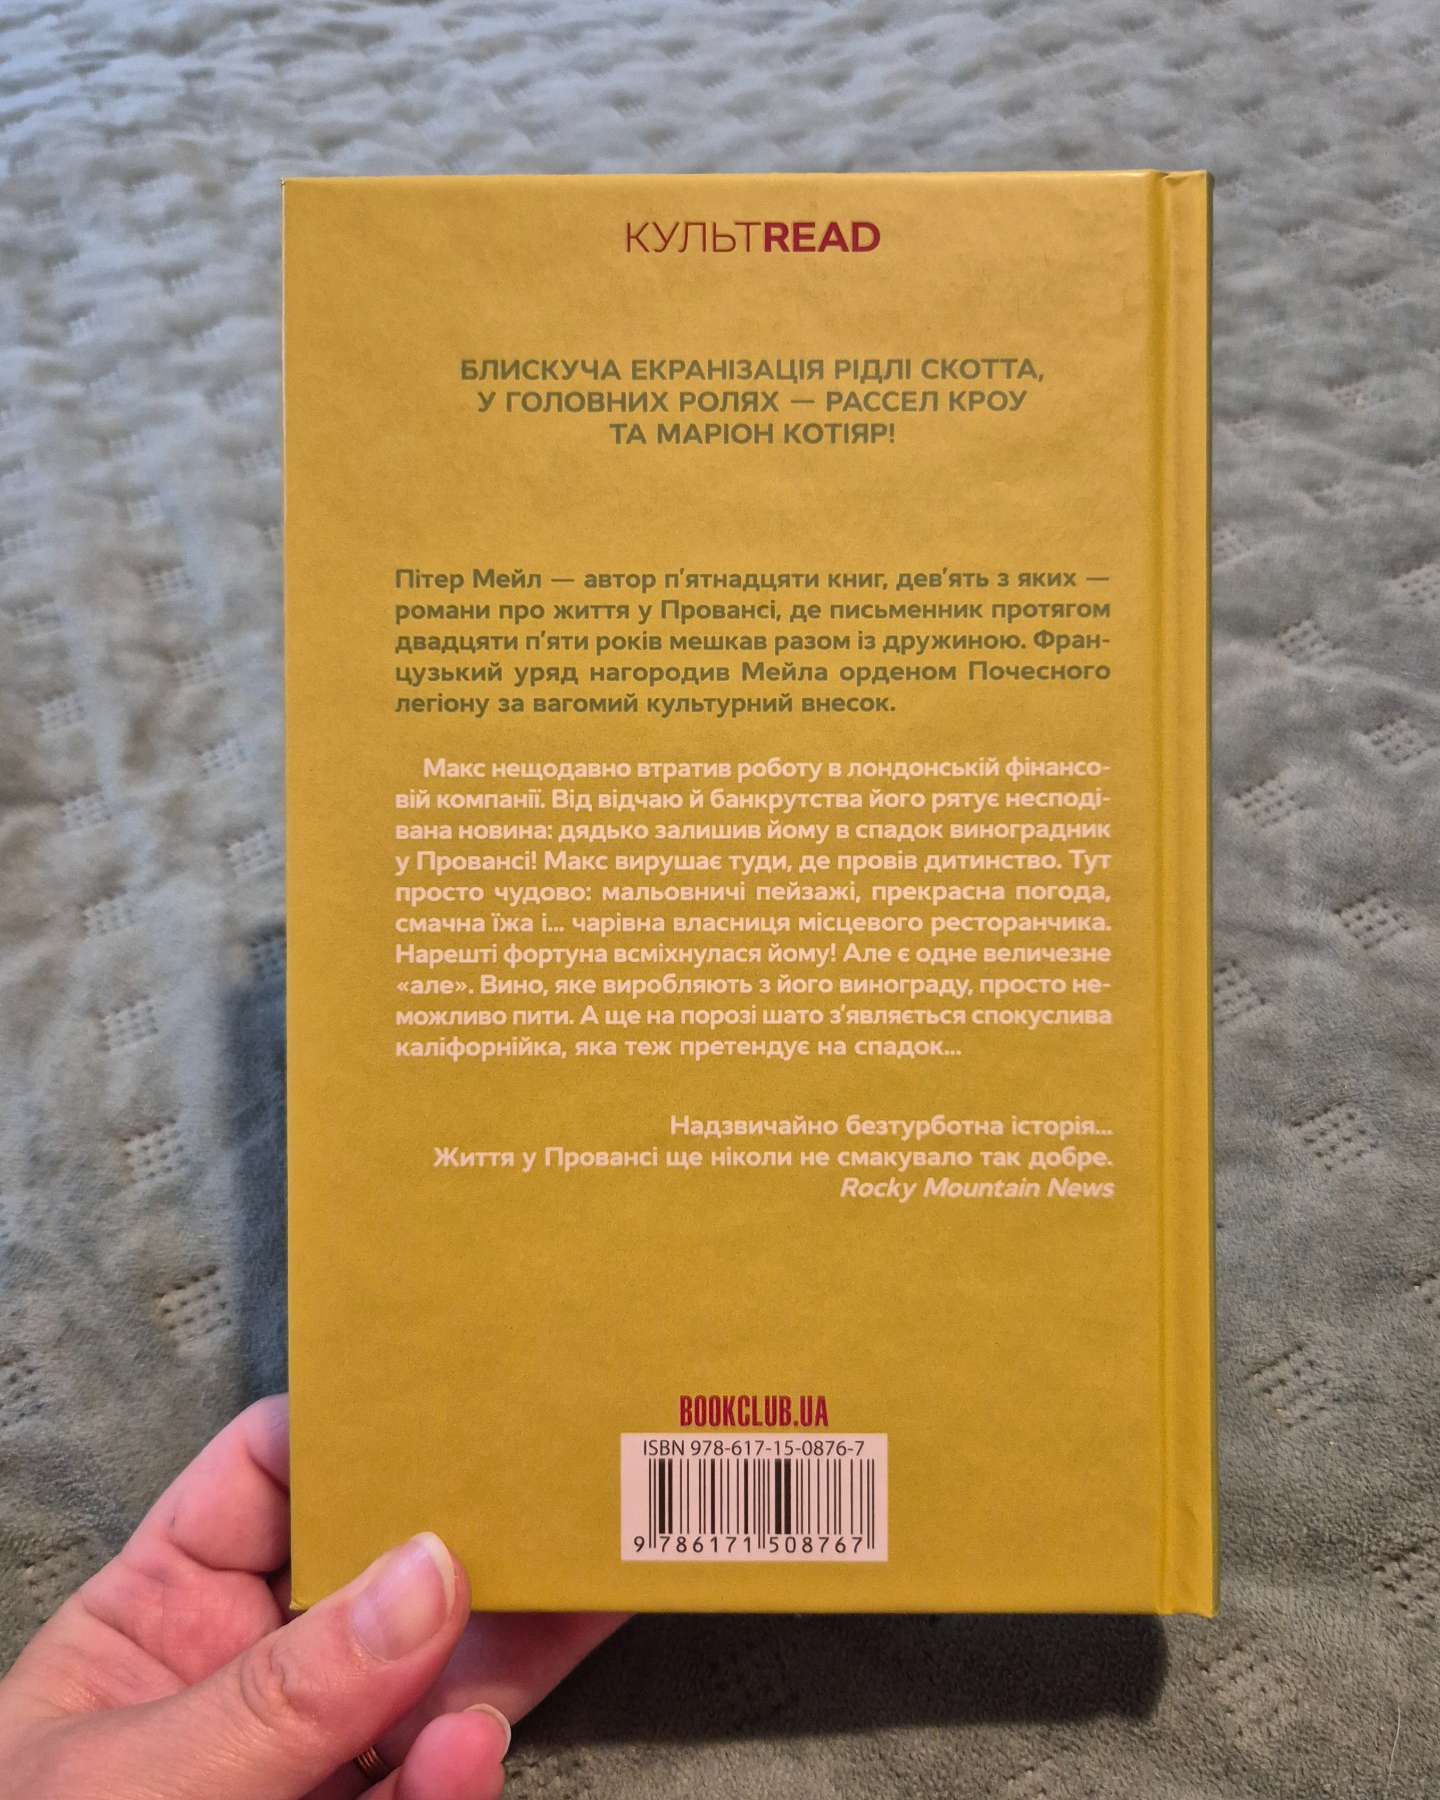 КУЛЬТREAD
БЛИСКУЧА ЕКРАНІЗАЦІЯ РІДЛІ СКОТТА,
У ГОЛОВНИХ РОЛЯХ — РАССЕЛ КРОУ
ТА МАРІОН КОТІЯР!
Пітер Мейл — автор п'ятнадцяти книг, дев'ять з яких —
романи про життя у Провансі, де письменник протягом
двадцяти п'яти років мешкав разом із дружиною. Фран-
цузький уряд нагородив Мейла орденом Почесного
легіону за вагомий культурний внесок.
Макс нещодавно втратив роботу в лондонській фінансо-
вій компанії. Від відчаю й банкрутства його рятує несподі-
вана новина: дядько залишив йому в спадок виноградник
у Провансі! Макс вирушає туди, де провів дитинство. Тут
просто чудово: мальовничі пейзажі, прекрасна погода,
смачна їжа і... чарівна власниця місцевого ресторанчика.
Нарешті фортуна всміхнулася йому! Але є одне величезне
«але». Вино, яке виробляють з його винограду, просто не-
можливо пити. А ще на порозі шато з'являється спокуслива
каліфорнійка, яка теж претендує на спадок...
Надзвичайно безтурботна історія...
Життя у Провансі ще ніколи не смакувало так добре.
Rocky Mountain News
BOOKCLUB.UA
ISBN 978-617-15-0876-7
9 786171 508767